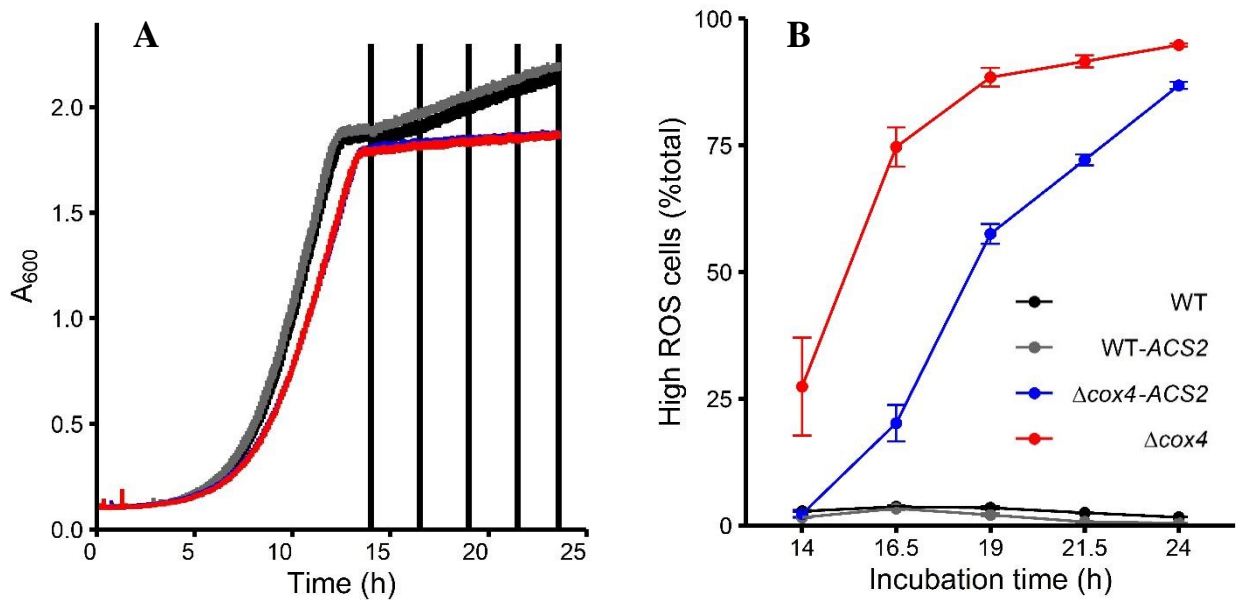 A
A600
2.0
1.5
1.0
0.5
0.0
0
5
10
15
20
25
Time (h)
B
High ROS cells (%total)
100
75
50
25
0
WT
WT-ACS2
Δcox4-ACS2
Δcox4
14
16.5
19
21.5
24
Incubation time (h)